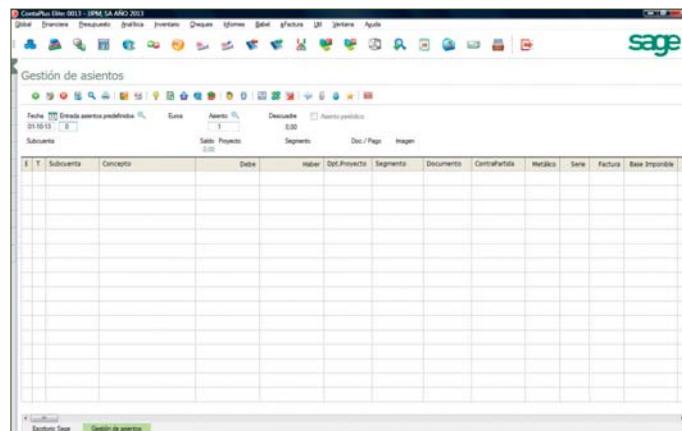 ContaPlus Elite: 0013 - JJPM, SA AÑO 2013
Global Financiera Presupuesto Analítica Inventario Cheques Informes Babel gFactura Útil Ventana Ayuda
sage
Gestión de asientos
Fecha Entrada asientos predefinidos Euros Asiento Descuadre Asiento periódico
01-10-13 0 1 0,00
Subcuenta Saldo Proyecto Segmento Doc./ Pago Imagen
0.00
T Subcuenta Concepto Debe Haber Dpt.Proyecto Segmento Documento ContraPartida Metálico Serie Factura Base Imponible
Escritorio Sage Gestión de asientos